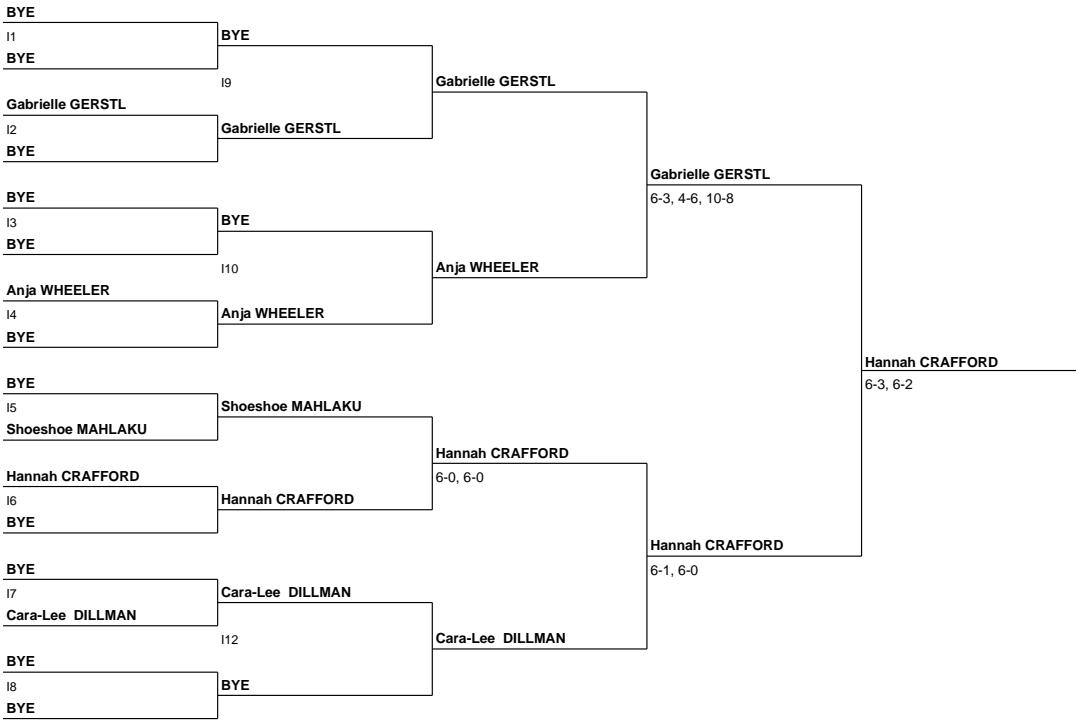 BYE
I1
BYE
Gabrielle GERSTL
I2
BYE
BYE
I3
BYE
Anja WHEELER
I4
BYE
BYE
I5
Shoeshoe MAHLAKU
Hannah CRAFFORD
I6
BYE
BYE
I7
Cara-Lee DILLMAN
BYE
I8
BYE
BYE
I9
Gabrielle GERSTL
BYE
I10
Anja WHEELER
Shoeshoe MAHLAKU
Hannah CRAFFORD
Cara-Lee DILLMAN
I12
BYE
Gabrielle GERSTL
Anja WHEELER
Hannah CRAFFORD
6-0, 6-0
Cara-Lee DILLMAN
Gabrielle GERSTL
6-3, 4-6, 10-8
Hannah CRAFFORD
6-1, 6-0
Hannah CRAFFORD
6-3, 6-2